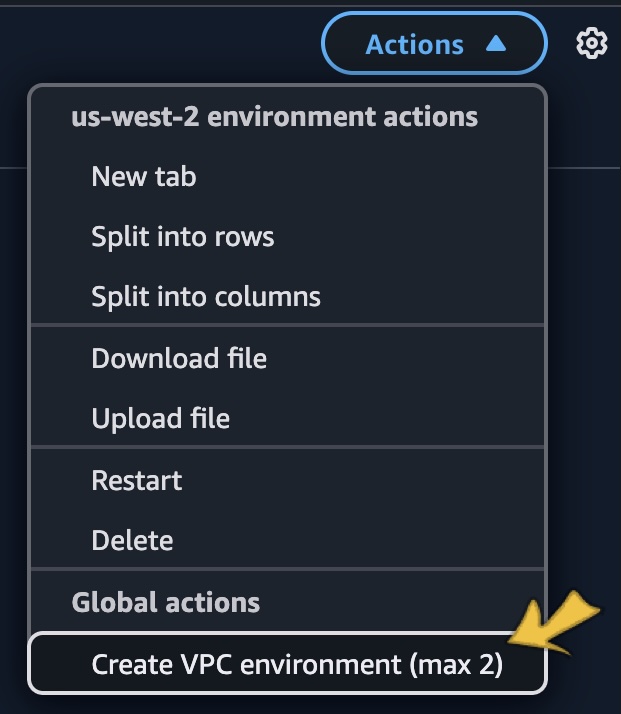 Actions
us-west-2 environment actions
New tab
Split into rows
Split into columns
Download file
Upload file
Restart
Delete
Global actions
Create VPC environment (max 2)